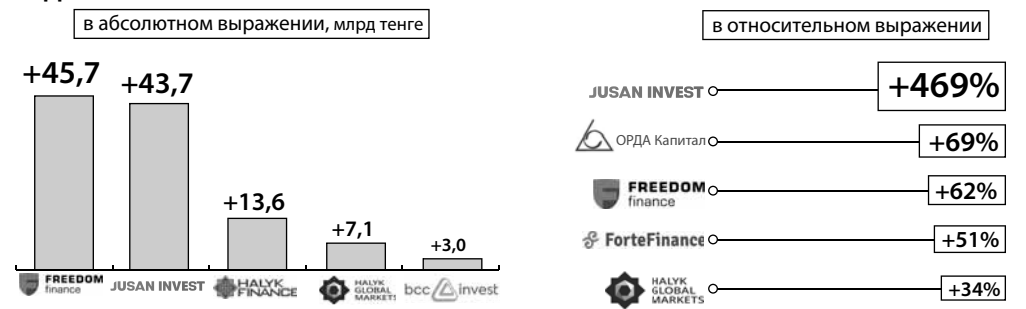 в абсолютном выражении, млрд тенге
+45,7
+43,7
+13,6
+7,1
+3,0
FREEDOM
finance
JUSAN INVEST
HALYK
FINANCE
HALYK
GLOBAL
MARKETS
bcc invest
в относительном выражении
JUSAN INVEST
+469%
ОРДА Капитал
+69%
FREEDOM
finance
+62%
ForteFinance
+51%
HALYK
GLOBAL
MARKETS
+34%